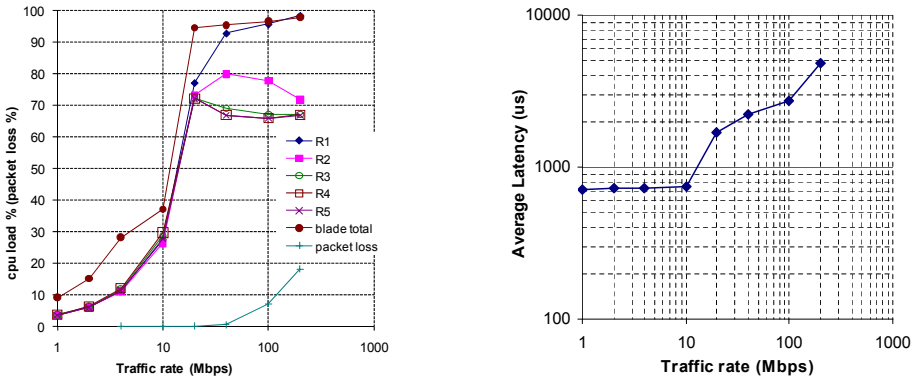 cpu load % (packet loss %)
100
90
80
70
60
50
40
30
20
10
0
1
10
100
1000
Traffic rate (Mbps)
R1
R2
R3
R4
R5
blade total
packet loss
Average Latency (us)
10000
1000
100
1
10
100
1000
Traffic rate (Mbps)